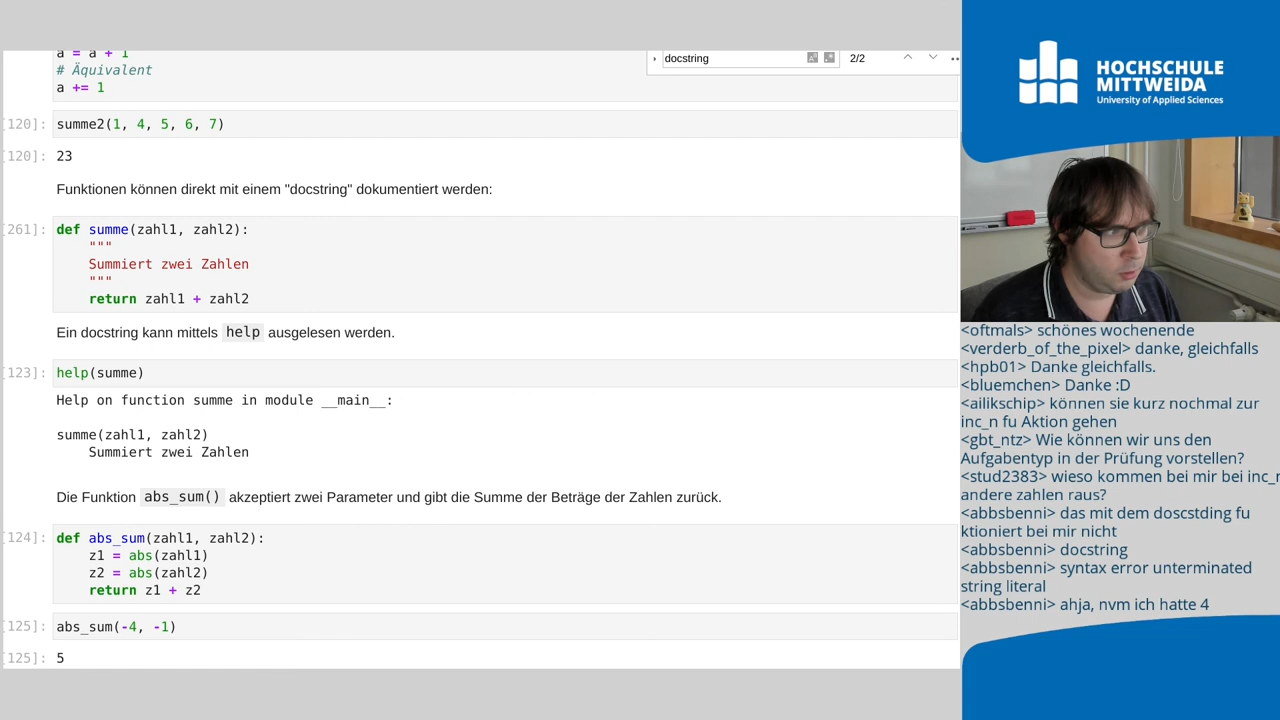 a = a + 1
# Äquivalent
a += 1
docstring
2/2
[120]: summe2(1, 4, 5, 6, 7)
[120]: 23
Funktionen können direkt mit einem "docstring" dokumentiert werden:
[261]: def summe(zahl1, zahl2):
"""
Summiert zwei Zahlen
"""
return zahl1 + zahl2
Ein docstring kann mittels help ausgelesen werden.
[123]: help(summe)
Help on function summe in module __main__:
summe(zahl1, zahl2)
Summiert zwei Zahlen
Die Funktion abs_sum() akzeptiert zwei Parameter und gibt die Summe der Beträge der Zahlen zurück.
[124]: def abs_sum(zahl1, zahl2):
z1 = abs(zahl1)
z2 = abs(zahl2)
return z1 + z2
[125]: abs_sum(-4, -1)
[125]: 5
HOCHSCHULE
MITTWEIDA
University of Applied Sciences
<oftmals> schönes wochenende
<verderb_of_the_pixel> danke, gleichfalls
<hpb01> Danke gleichfalls.
<bluemchen> Danke :D
<ailikschip> können sie kurz nochmal zur
inc_n fu Aktion gehen
<gbt_ntz> Wie können wir uns den
Aufgabentyp in der Prüfung vorstellen?
<stud2383> wieso kommen bei mir bei inc_n
andere zahlen raus?
<abbsbenni> das mit dem doscstding fu
ktioniert bei mir nicht
<abbsbenni> docstring
<abbsbenni> syntax error unterminated
string literal
<abbsbenni> ahja, nvm ich hatte 4